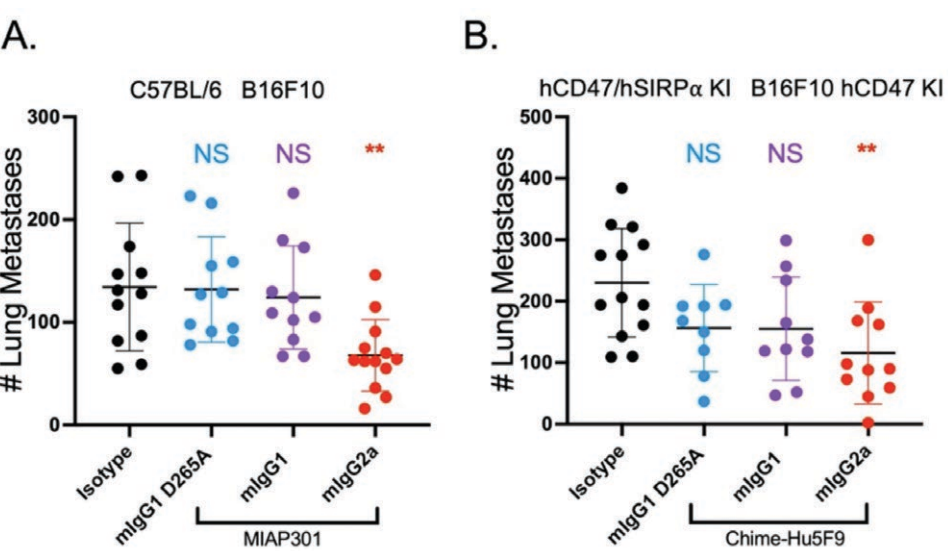 A.
C57BL/6 B16F10
# Lung Metastases
300
200
100
0
NS
NS
**
Isotype
mIgG1 D265A
mIgG1
mIgG2a
MIAP301
B.
hCD47/hSIRPα KI B16F10 hCD47 KI
# Lung Metastases
500
400
300
200
100
0
NS
NS
**
Isotype
mIgG1 D265A
mIgG1
mIgG2a
Chime-Hu5F9